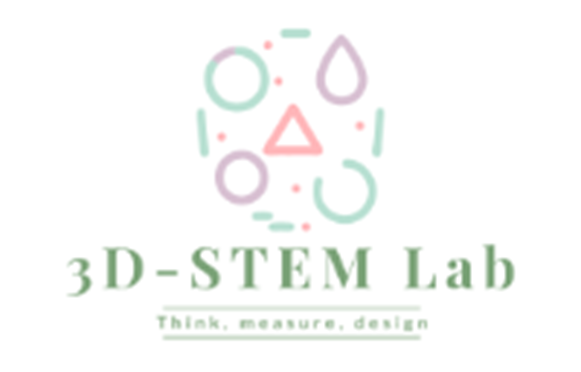 3D-STEM Lab
Think, measure, design